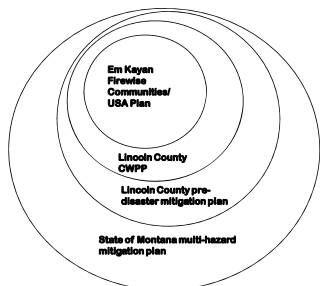 Em Kayan
Firewise
Communities/
USA Plan
Lincoln County
CWPP
Lincoln County pre-
disaster mitigation plan
State of Montana multi-hazard
mitigation plan